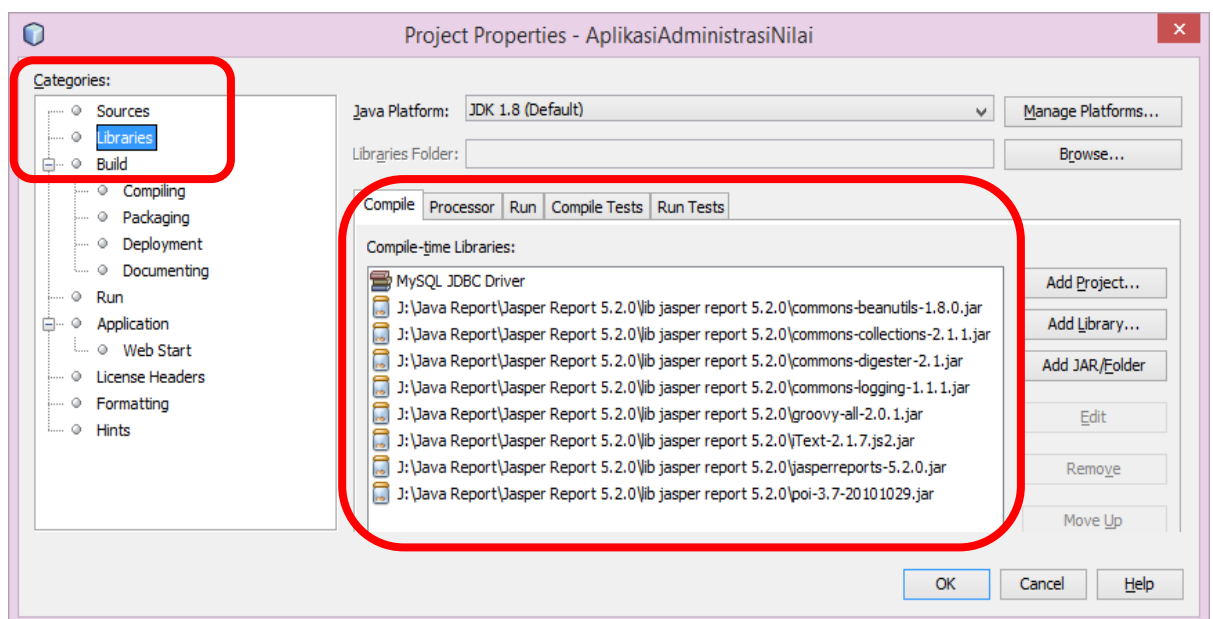 Project Properties - AplikasiAdministrasiNilai
×
Categories:
Sources
Libraries
Build
Compiling
Packaging
Deployment
Documenting
Run
Application
Web Start
License Headers
Formatting
Hints
Java Platform: JDK 1.8 (Default) Manage Platforms...
Libraries Folder: Browse...
Compile Processor Run Compile Tests Run Tests
Compile-time Libraries:
MySQL JDBC Driver
J:\Java Report\Jasper Report 5.2.0\lib jasper report 5.2.0\commons-beanutils-1.8.0.jar
J:\Java Report\Jasper Report 5.2.0\lib jasper report 5.2.0\commons-collections-2.1.1.jar
J:\Java Report\Jasper Report 5.2.0\lib jasper report 5.2.0\commons-digester-2.1.jar
J:\Java Report\Jasper Report 5.2.0\lib jasper report 5.2.0\commons-logging-1.1.1.jar
J:\Java Report\Jasper Report 5.2.0\lib jasper report 5.2.0\groovy-all-2.0.1.jar
J:\Java Report\Jasper Report 5.2.0\lib jasper report 5.2.0\iText-2.1.7.js2.jar
J:\Java Report\Jasper Report 5.2.0\lib jasper report 5.2.0\jasperreports-5.2.0.jar
J:\Java Report\Jasper Report 5.2.0\lib jasper report 5.2.0\poi-3.7-20101029.jar
Add Project...
Add Library...
Add JAR/Folder
Edit
Remove
Move Up
OK Cancel Help